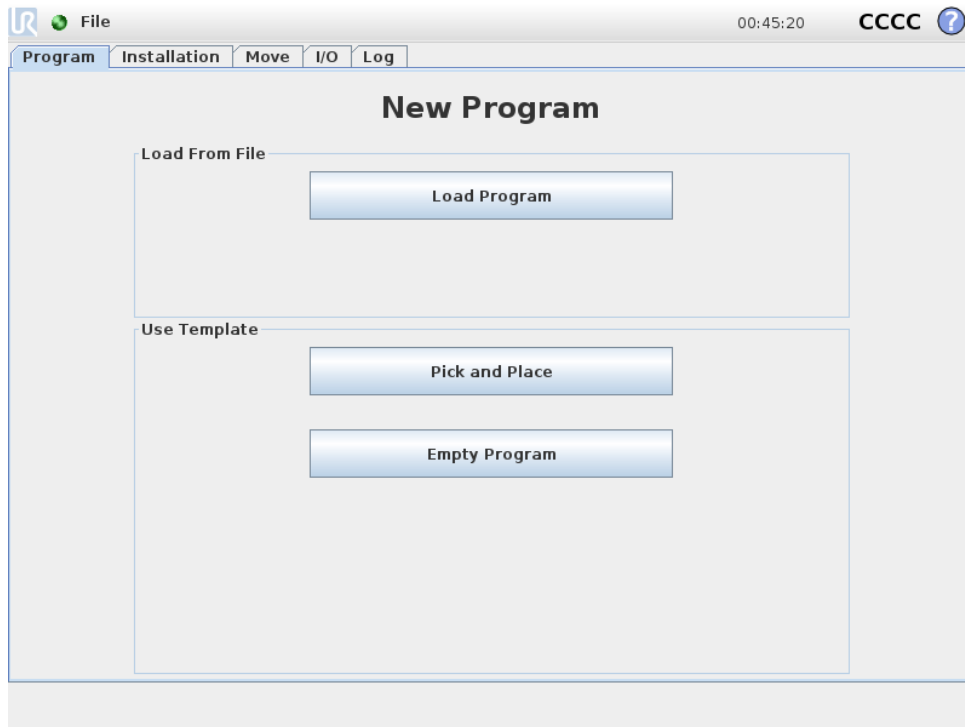 UR File 00:45:20 CCCC ?
Program Installation Move I/O Log
New Program
Load From File
Load Program
Use Template
Pick and Place
Empty Program